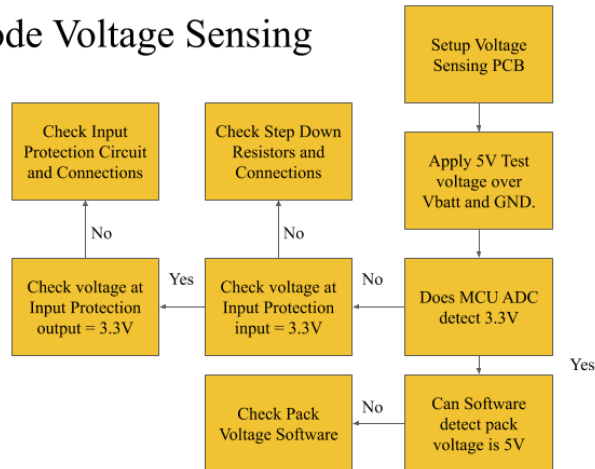 ode Voltage Sensing
Setup Voltage
Sensing PCB
Check Input
Protection Circuit
and Connections
Check Step Down
Resistors and
Connections
Apply 5V Test
voltage over
Vbatt and GND.
No
No
Check voltage at
Input Protection
output = 3.3V
Yes
Check voltage at
Input Protection
input = 3.3V
No
Does MCU ADC
detect 3.3V
Yes
Check Pack
Voltage Software
No
Can Software
detect pack
voltage is 5V